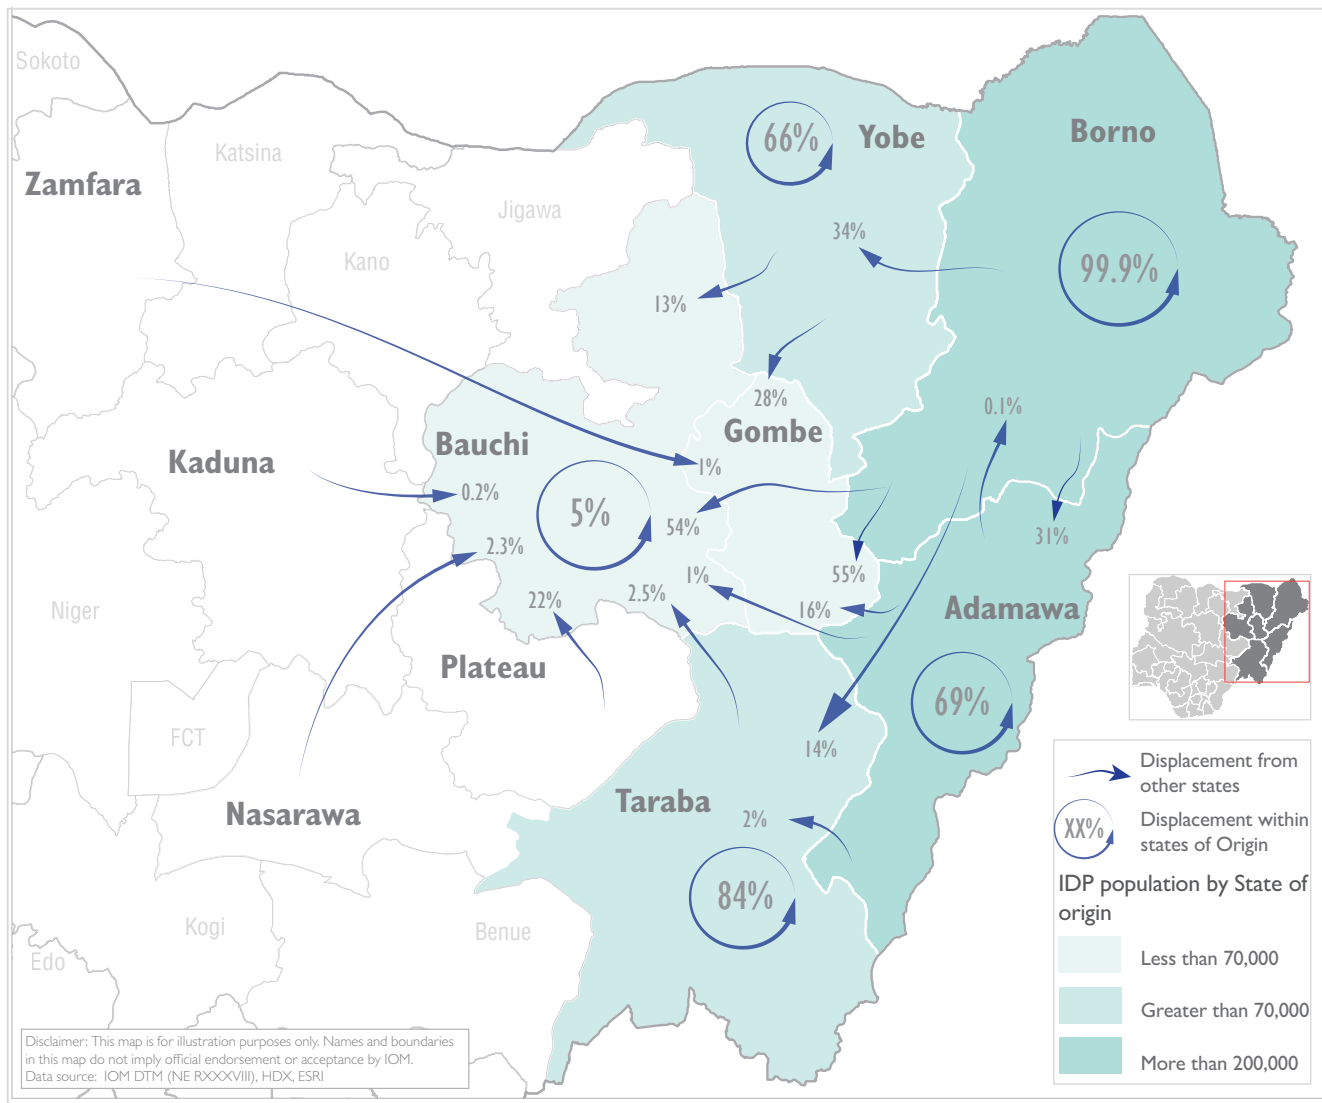 Sokoto
Katsina
Zamfara
Jigawa
Kano
66%
Yobe
Borno
34%
99.9%
13%
28%
Gombe
0.1%
Bauchi
Kaduna
1%
0.2%
5%
54%
2.3%
31%
55%
1%
2.5%
22%
16%
Niger
Adamawa
Plateau
69%
FCT
14%
Taraba
2%
Nasarawa
84%
Kogi
Benue
Edo
Displacement from
other states
XX%
Displacement within
states of Origin
IDP population by State of
origin
Less than 70,000
Greater than 70,000
More than 200,000
Disclaimer: This map is for illustration purposes only. Names and boundaries
in this map do not imply official endorsement or acceptance by IOM.
Data source: IOM DTM (NE RXXXVIII), HDX, ESRI